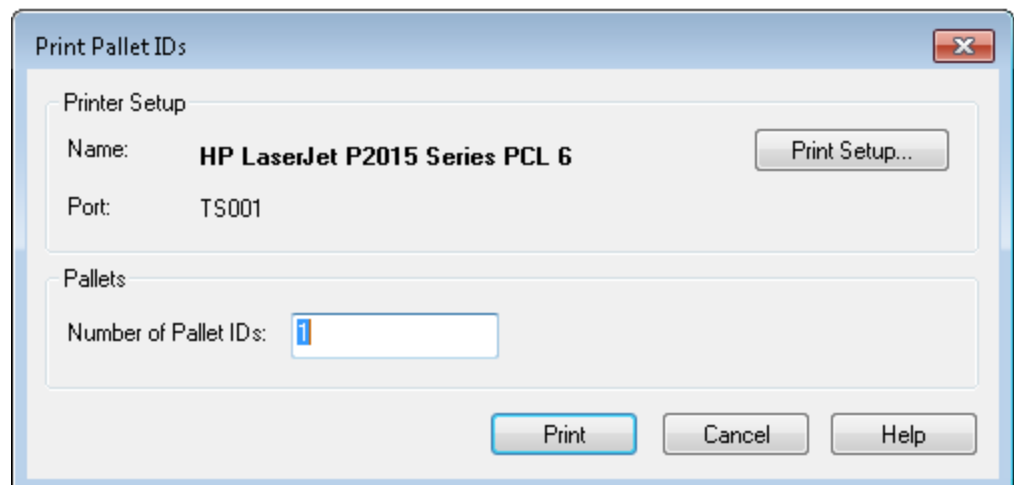 Print Pallet IDs
Printer Setup
Name: HP LaserJet P2015 Series PCL 6 Print Setup...
Port: TS001
Pallets
Number of Pallet IDs: 1
Print Cancel Help